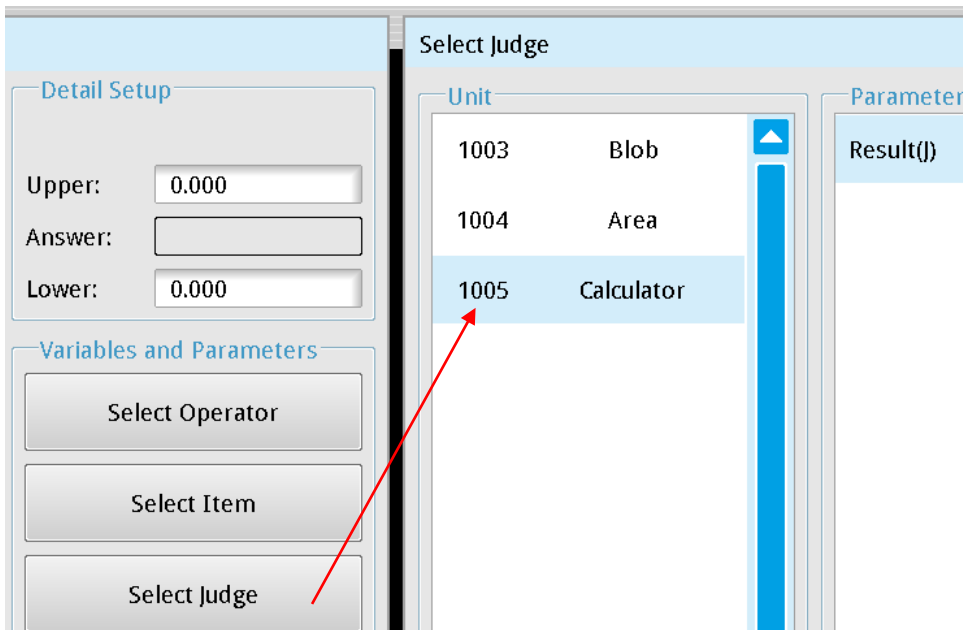 Detail Setup
Upper: 0.000
Answer:
Lower: 0.000
Variables and Parameters
Select Operator
Select Item
Select Judge
Select Judge
Unit
1003 Blob
1004 Area
1005 Calculator
Parameter
Result(J)